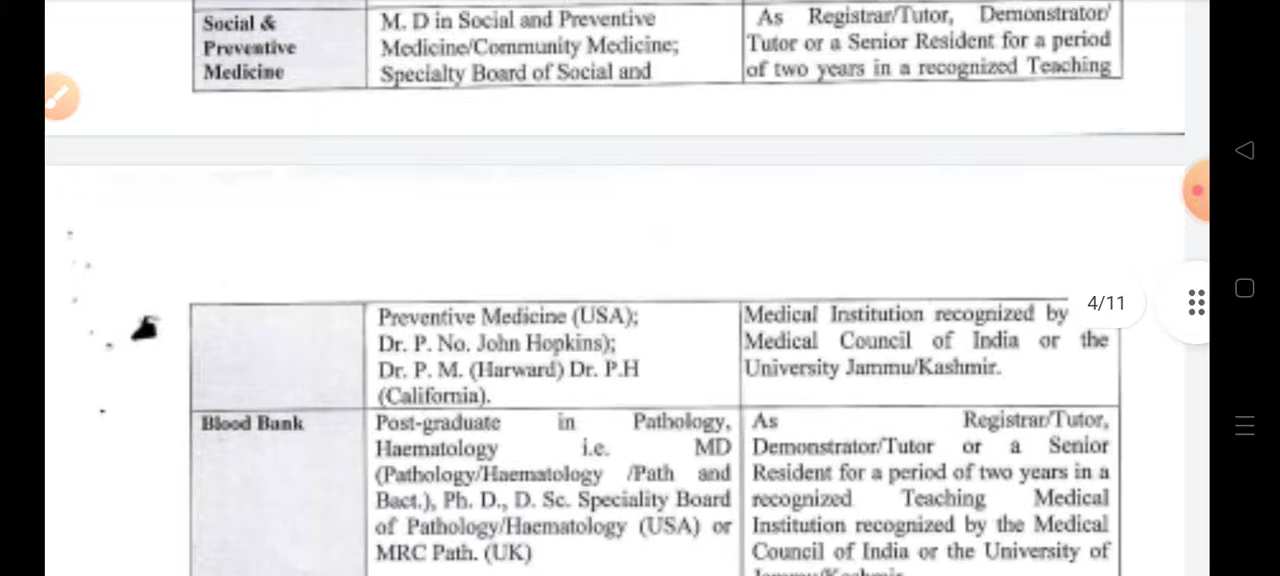 Social &
Preventive
Medicine
M. D in Social and Preventive
Medicine/Community Medicine;
Specialty Board of Social and
As Registrar/Tutor, Demonstrator/
Tutor or a Senior Resident for a period
of two years in a recognized Teaching
Preventive Medicine (USA);
Dr. P. No. John Hopkins);
Dr. P. M. (Harward) Dr. P.H
(California).
Medical Institution recognized by
Medical Council of India or the
University Jammu/Kashmir.
4/11
Blood Bank
Post-graduate in Pathology,
Haematology i.e. MD
(Pathology/Haematology /Path and
Bact.), Ph. D., D. Sc. Speciality Board
of Pathology/Haematology (USA) or
MRC Path. (UK)
As Registrar/Tutor,
Demonstrator/Tutor or a Senior
Resident for a period of two years in a
recognized Teaching Medical
Institution recognized by the Medical
Council of India or the University of
Jammu/Kashmir